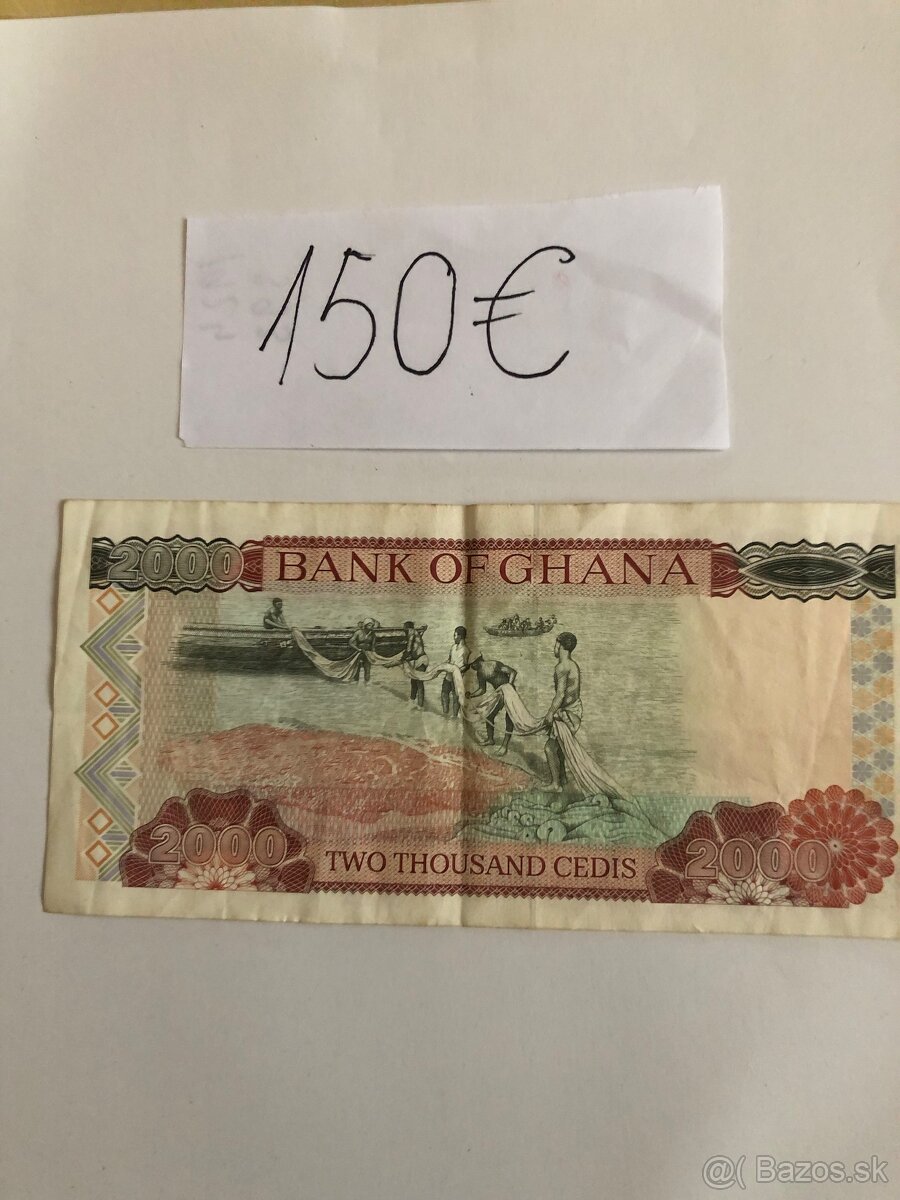 150€
2000 BANK OF GHANA
2000 TWO THOUSAND CEDIS 2000
@( Bazos.sk